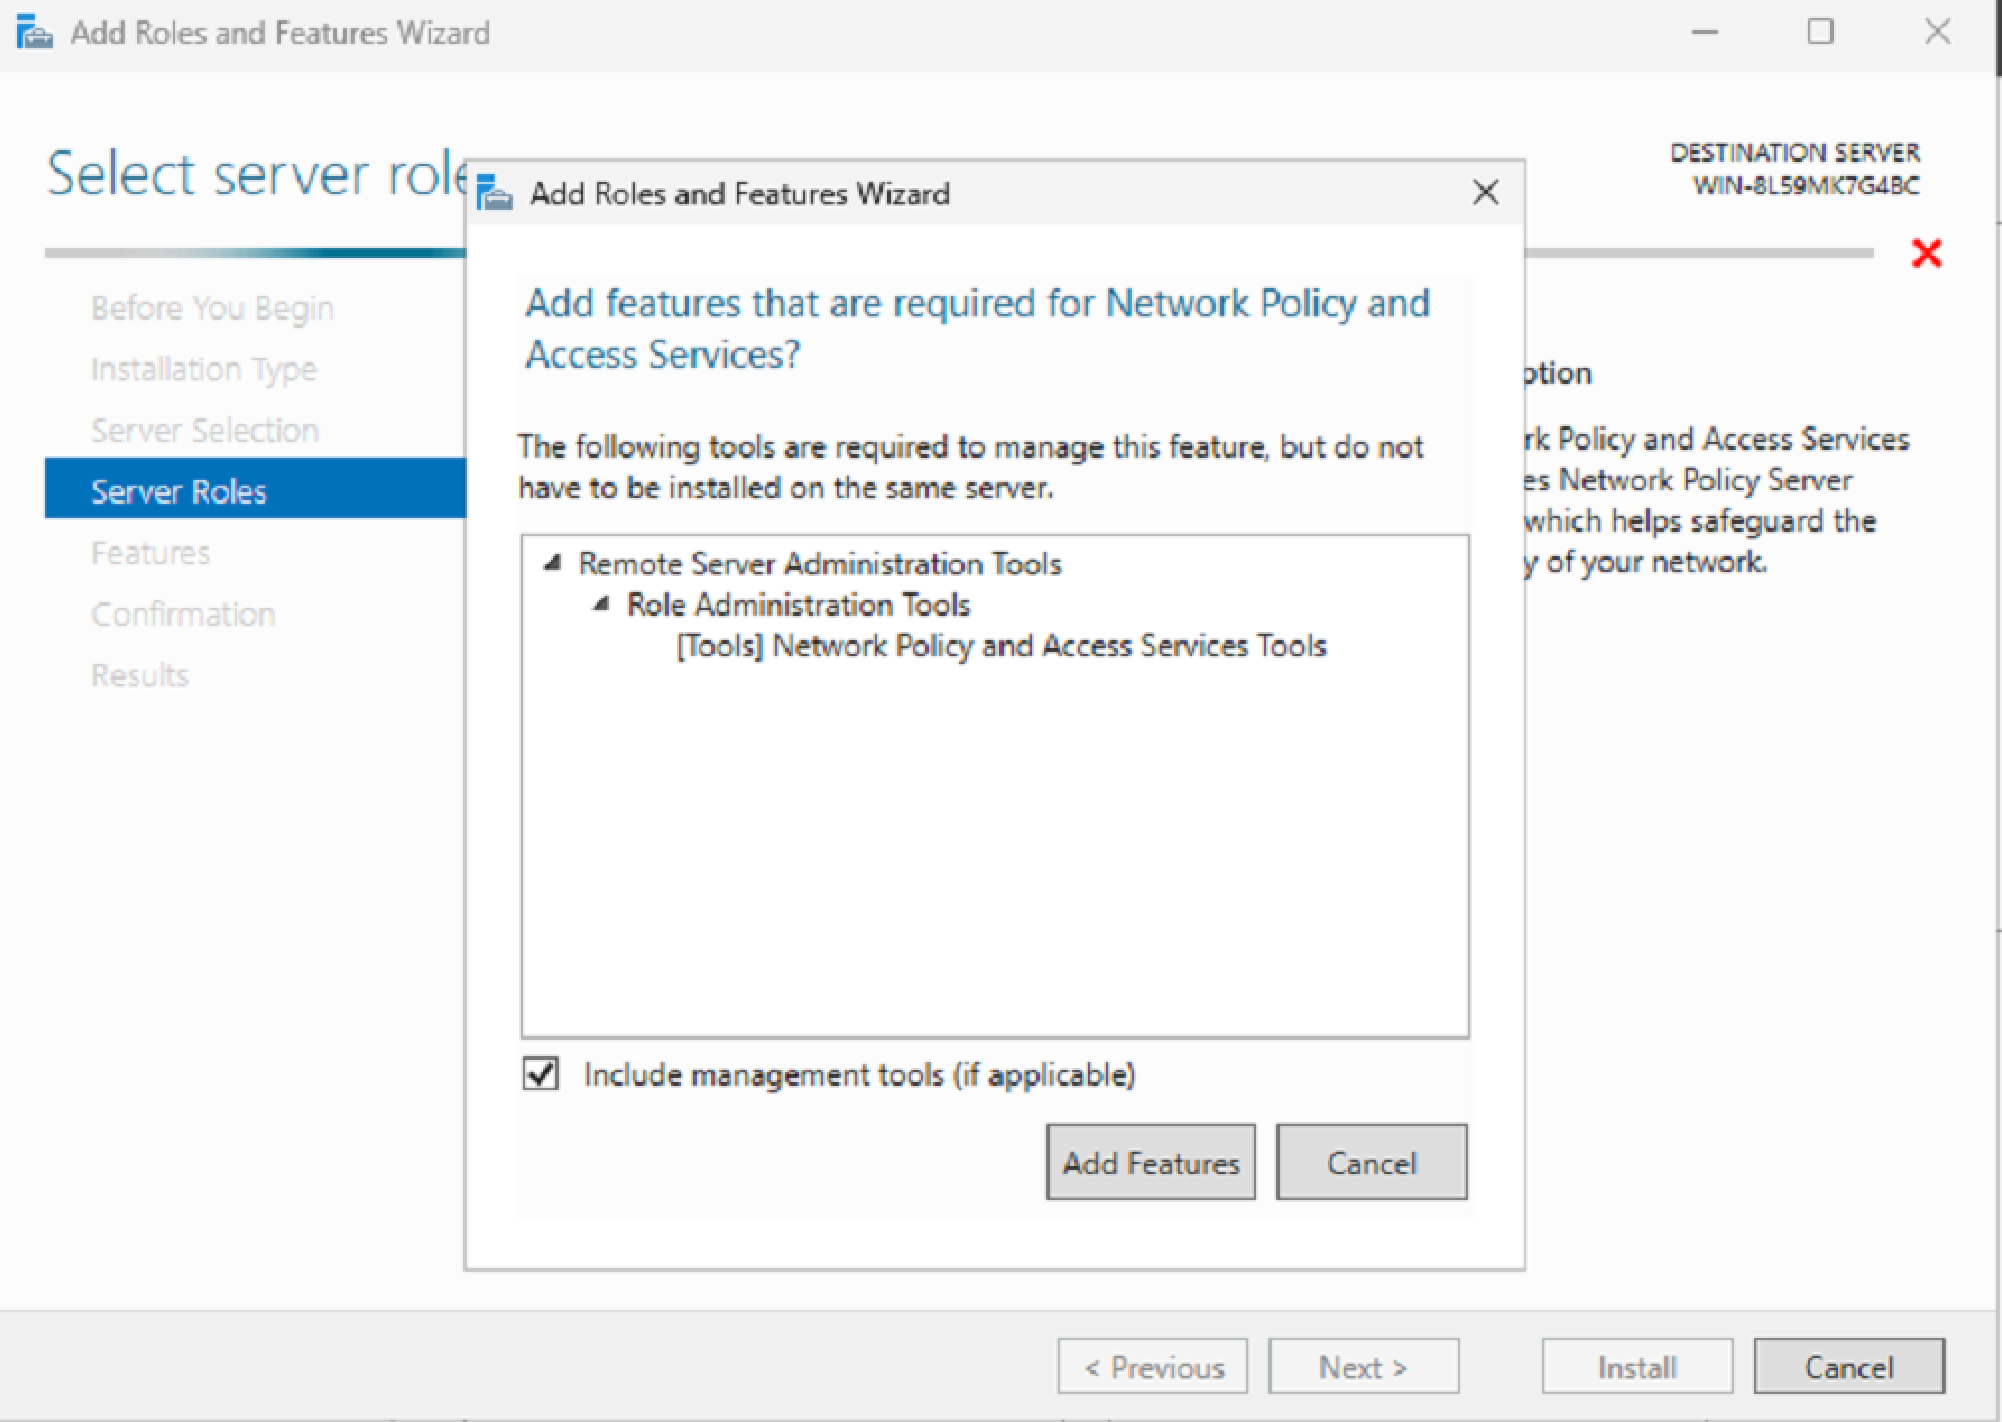 Add Roles and Features Wizard
Select server role
DESTINATION SERVER
WIN-8L59MK7G4BC
Before You Begin
Installation Type
Server Selection
Server Roles
Features
Confirmation
Results
Add Roles and Features Wizard
Add features that are required for Network Policy and
Access Services?
The following tools are required to manage this feature, but do not
have to be installed on the same server.
Remote Server Administration Tools
Role Administration Tools
[Tools] Network Policy and Access Services Tools
Include management tools (if applicable)
Add Features
Cancel
ption
rk Policy and Access Services
es Network Policy Server
which helps safeguard the
y of your network.
< Previous
Next >
Install
Cancel